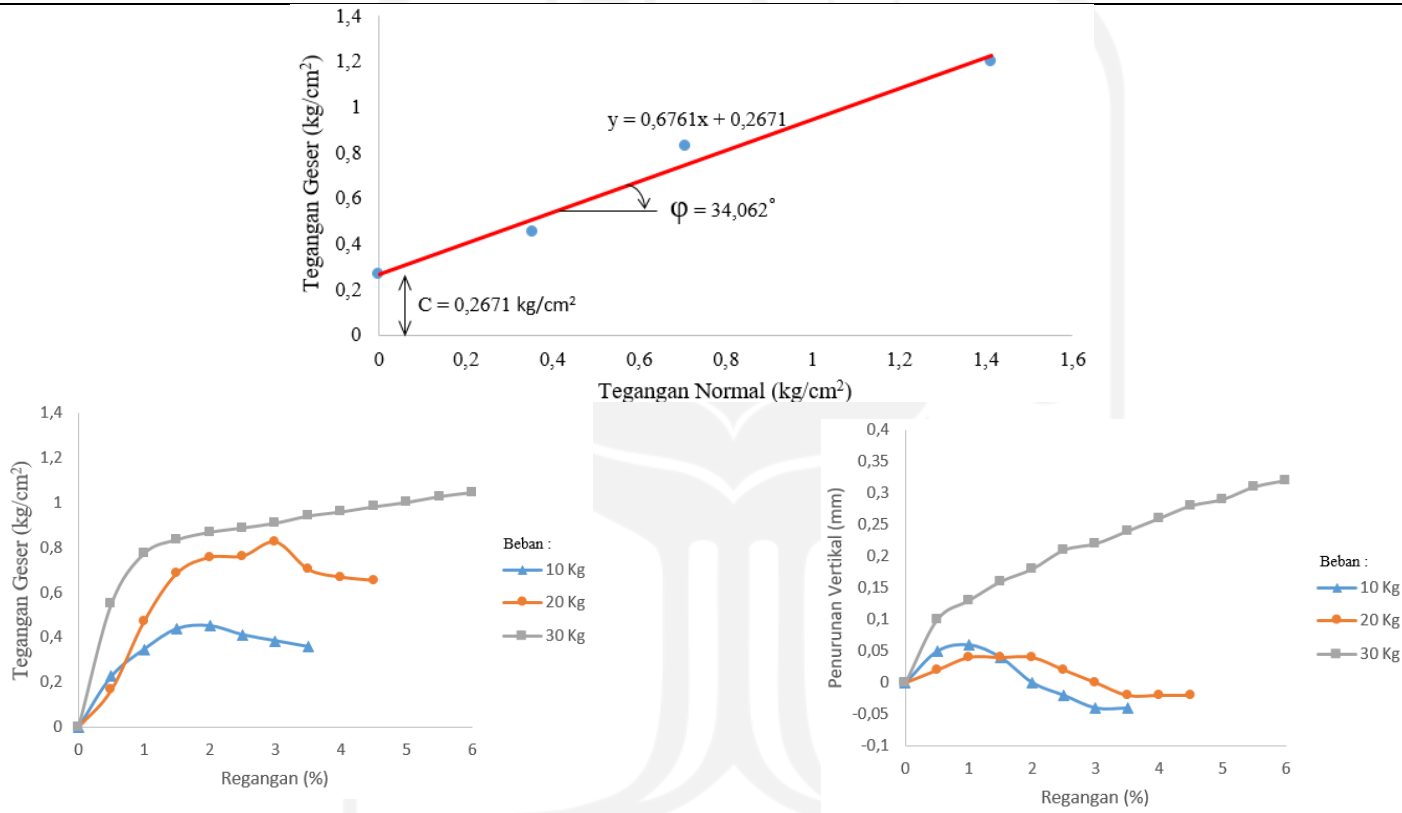 1,4
1,2
1
0,8
0,6
0,4
0,2
0
Tegangan Geser (kg/cm²)
y = 0,6761x + 0,2671
φ = 34,062°
C = 0,2671 kg/cm²
0 0,2 0,4 0,6 0,8 1 1,2 1,4 1,6
Tegangan Normal (kg/cm²)
1,4
1,2
1
0,8
0,6
0,4
0,2
0
Tegangan Geser (kg/cm²)
0 1 2 3 4 5 6
Regangan (%)
Beban :
10 Kg
20 Kg
30 Kg
0,4
0,35
0,3
0,25
0,2
0,15
0,1
0,05
0
-0,05
-0,1
Penurunan Vertikal (mm)
0 1 2 3 4 5 6
Regangan (%)
Beban :
10 Kg
20 Kg
30 Kg